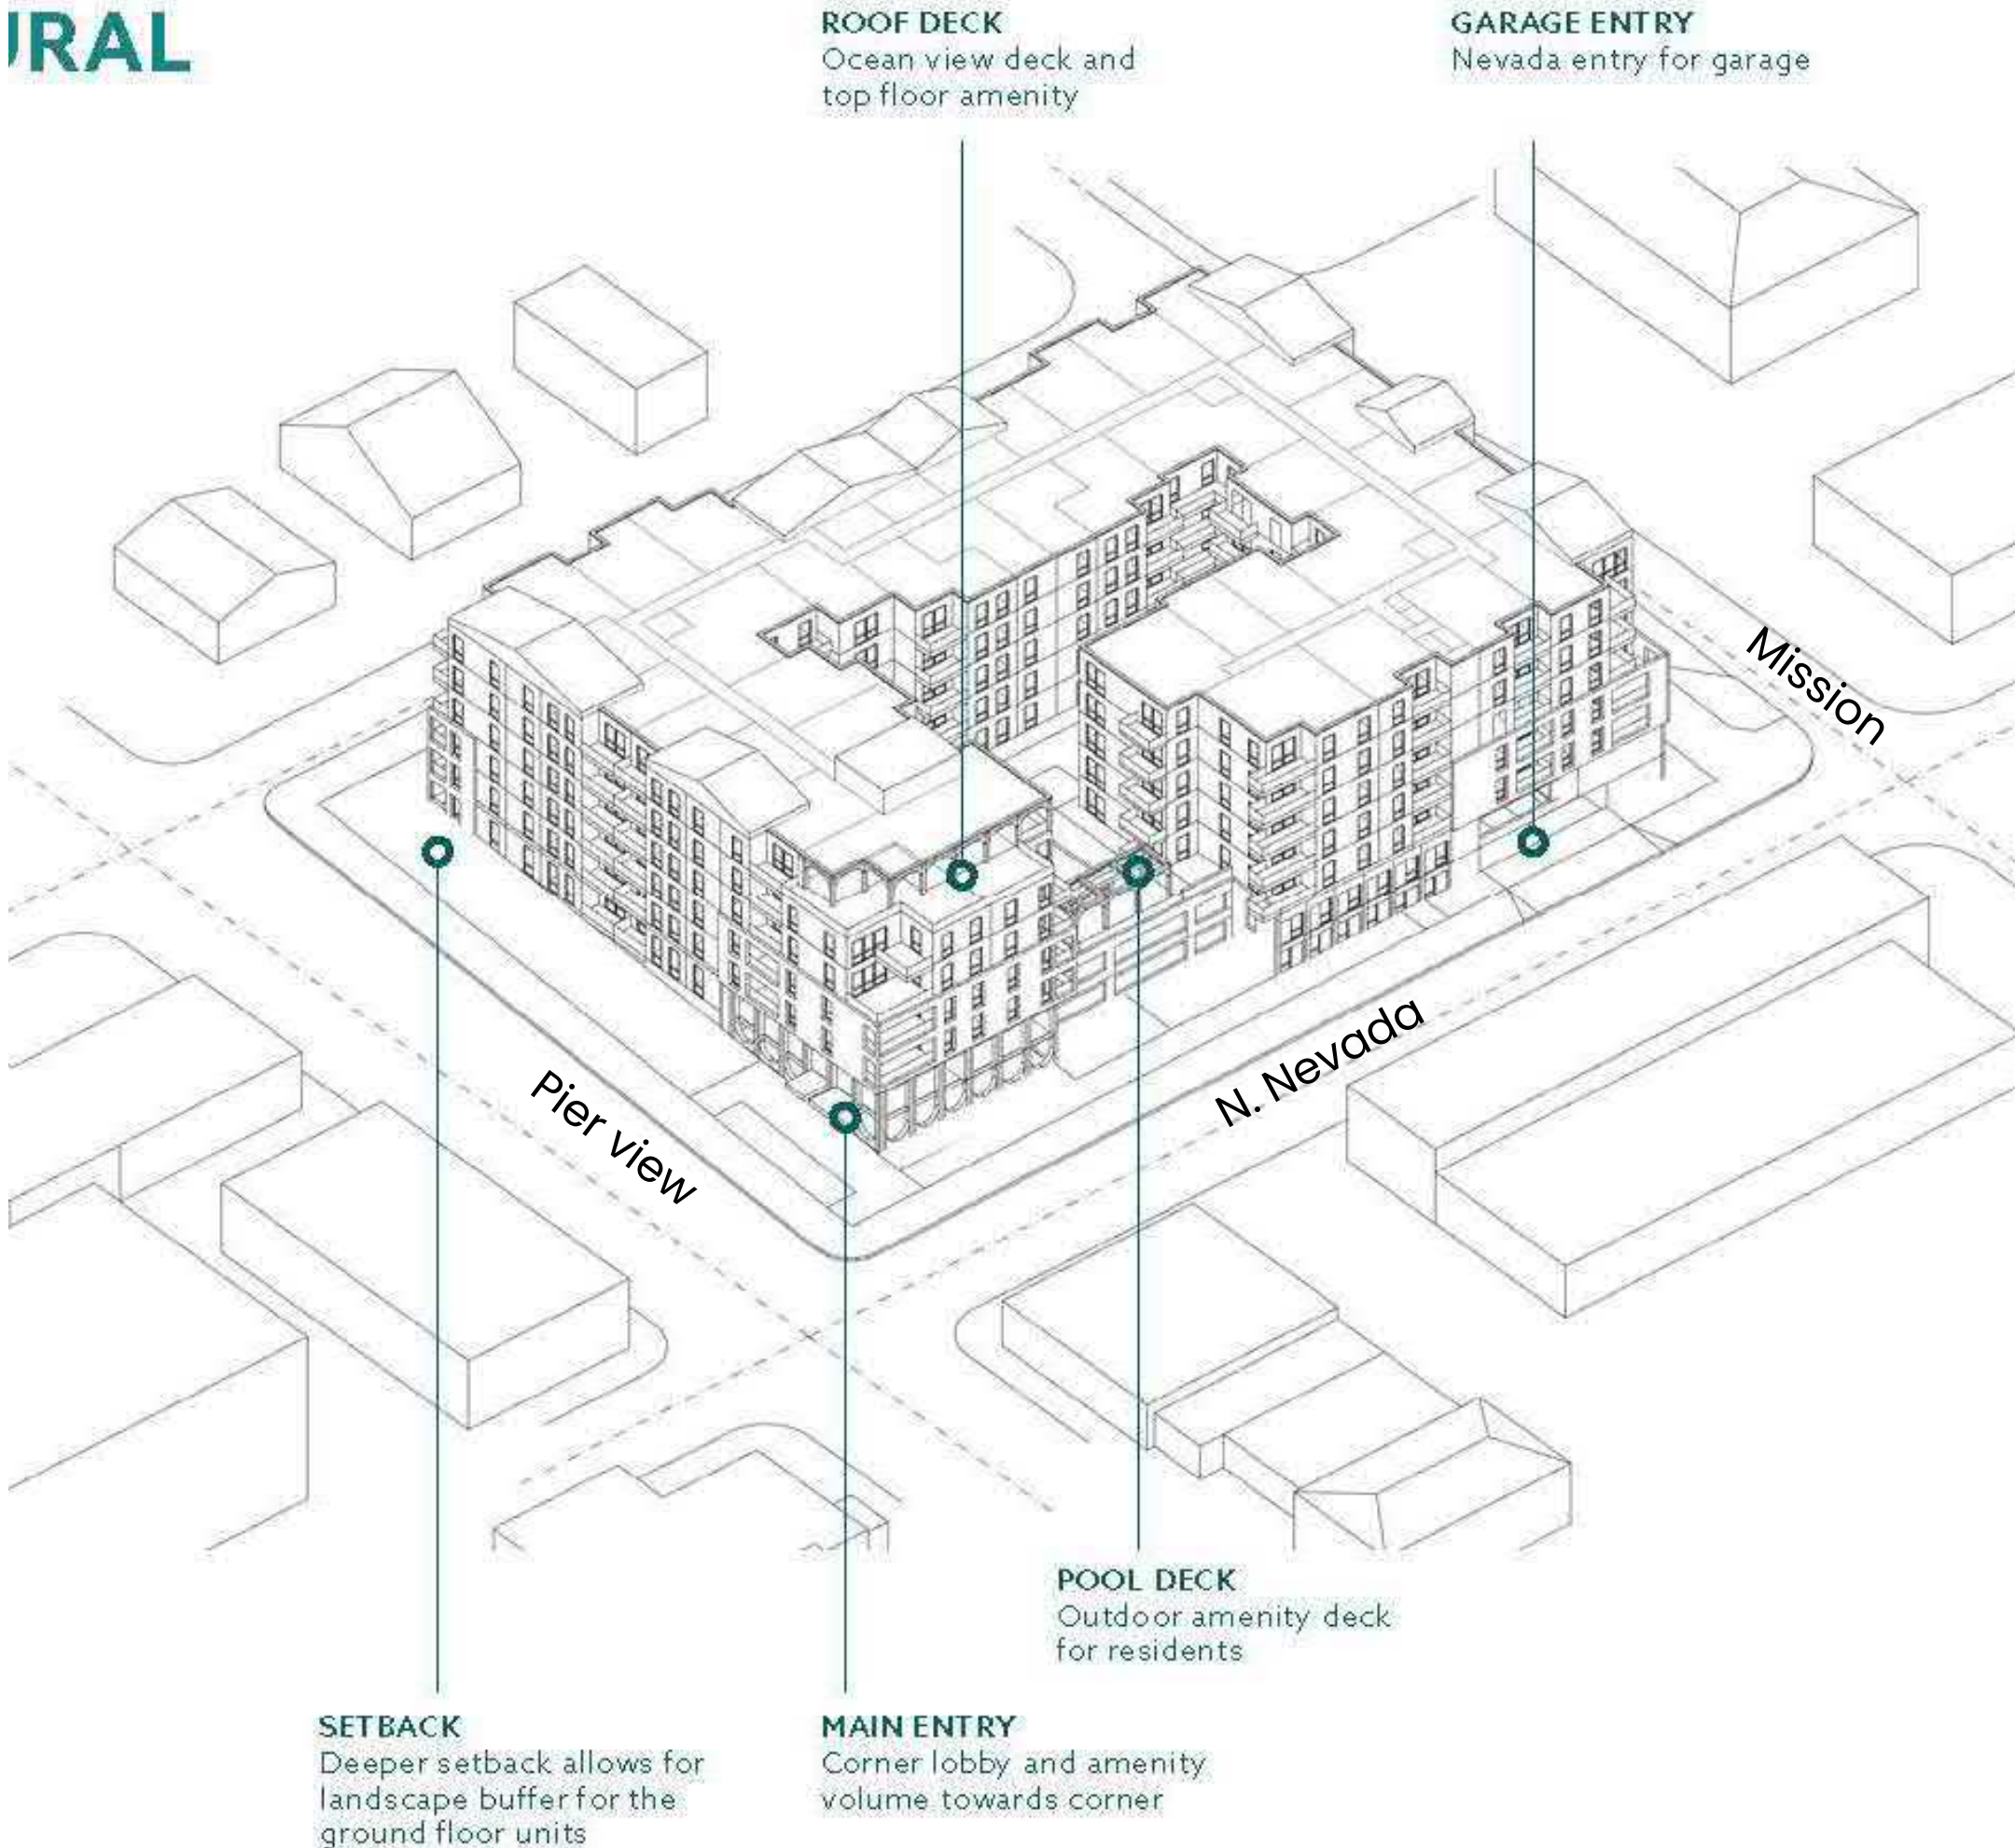 URAL
ROOF DECK
Ocean view deck and
top floor amenity
GARAGE ENTRY
Nevada entry for garage
Mission
N. Nevada
Pier view
POOL DECK
Outdoor amenity deck
for residents
SETBACK
Deeper setback allows for
landscape buffer for the
ground floor units
MAIN ENTRY
Corner lobby and amenity
volume towards corner